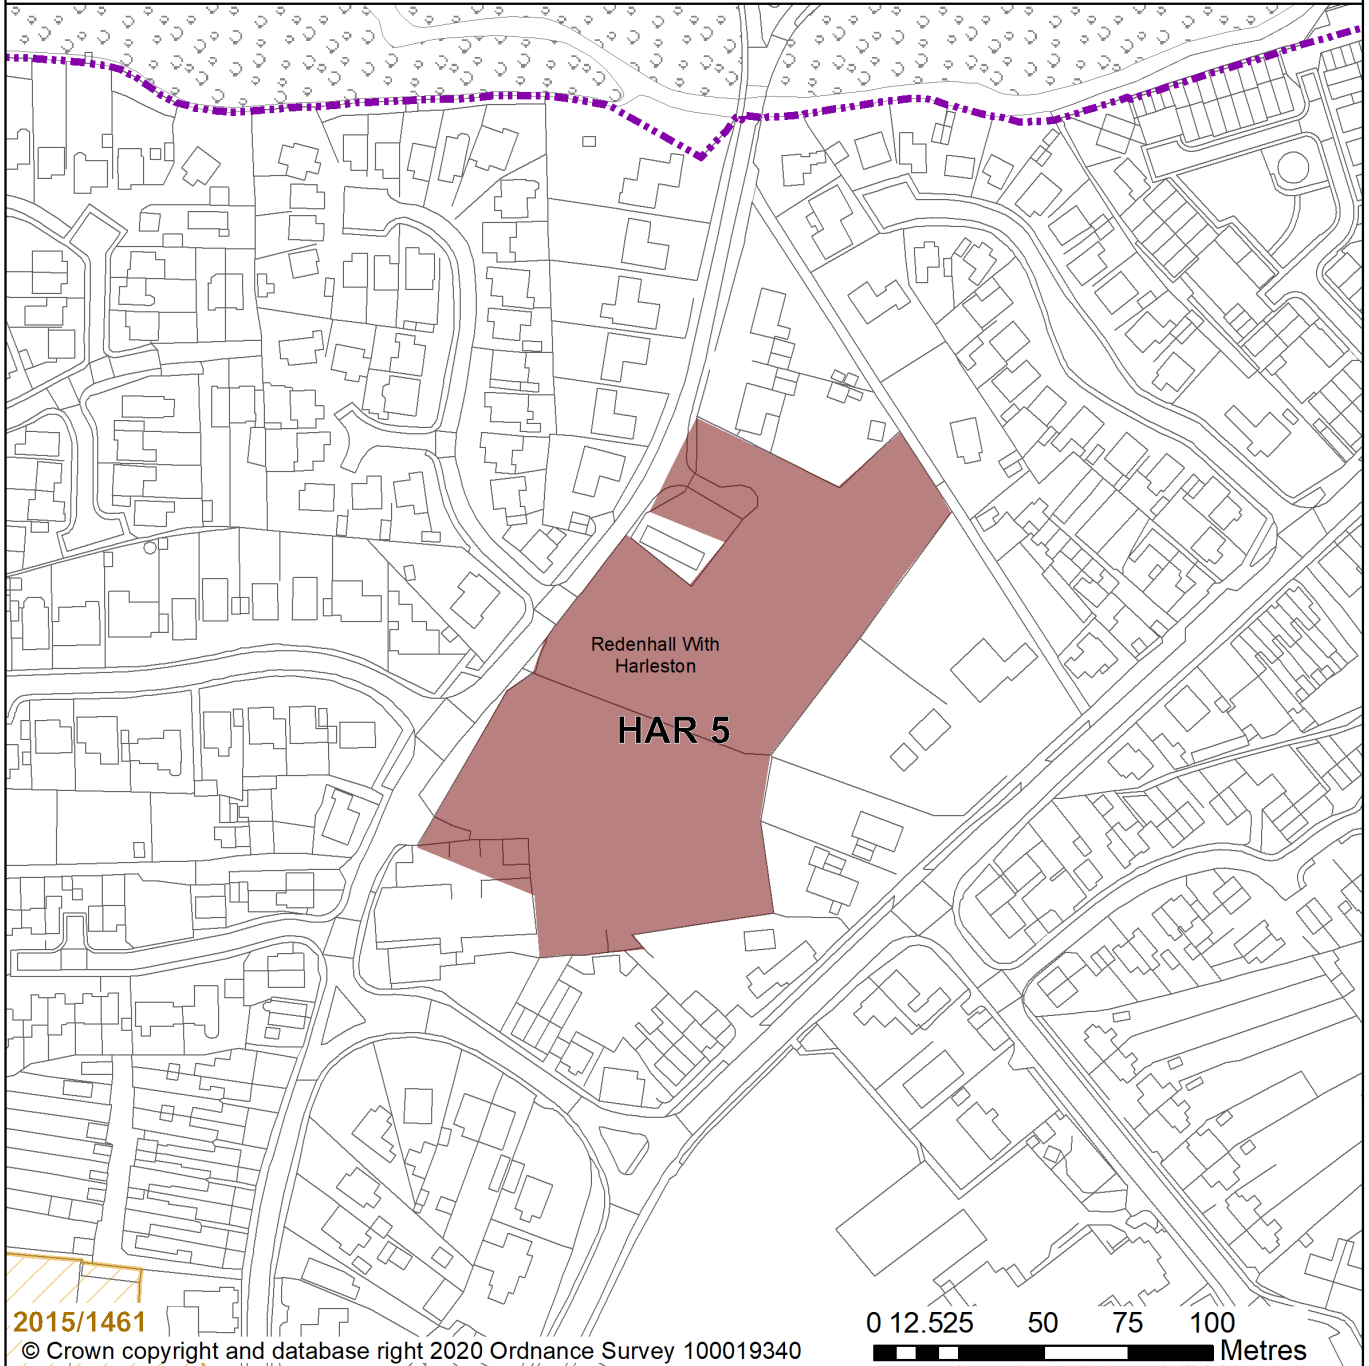 Redenhall With
Harleston
HAR 5
2015/1461
0 12.525 50 75 100
Metres
© Crown copyright and database right 2020 Ordnance Survey 100019340